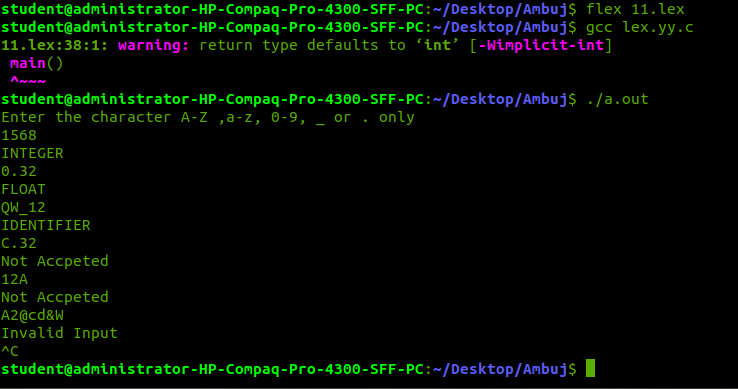 student@administrator-HP-Compaq-Pro-4300-SFF-PC:~/Desktop/Ambuj$ flex 11.lex
student@administrator-HP-Compaq-Pro-4300-SFF-PC:~/Desktop/Ambuj$ gcc lex.yy.c
11.lex:38:1: warning: return type defaults to ‘int’ [-Wimplicit-int]
 main()
 ^~~~
student@administrator-HP-Compaq-Pro-4300-SFF-PC:~/Desktop/Ambuj$ ./a.out
Enter the character A-Z ,a-z, 0-9, _ or . only
1568
INTEGER
0.32
FLOAT
QW_12
IDENTIFIER
C.32
Not Accpeted
12A
Not Accpeted
A2@cd&W
Invalid Input
^C
student@administrator-HP-Compaq-Pro-4300-SFF-PC:~/Desktop/Ambuj$